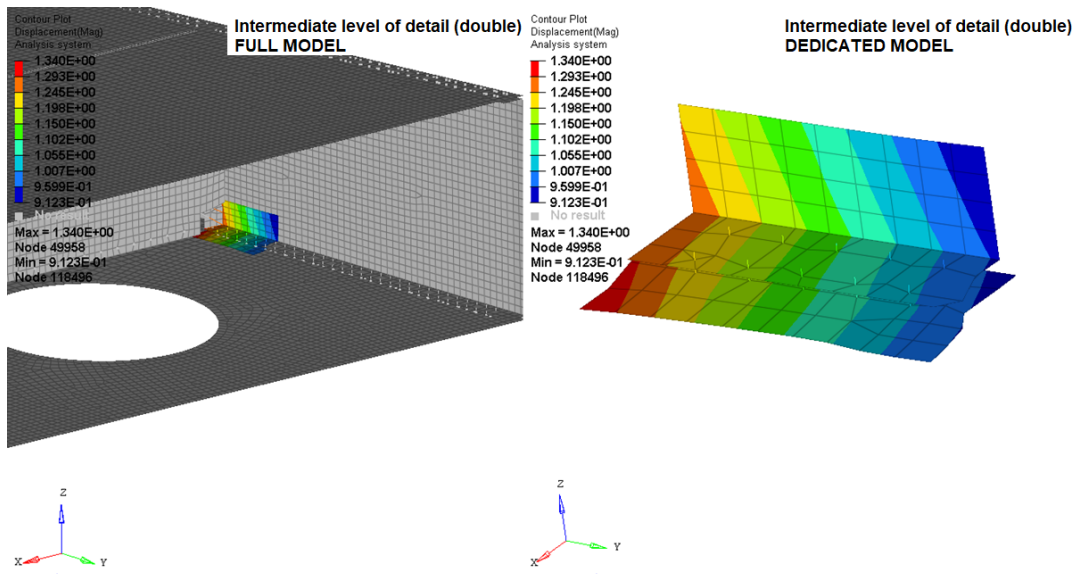 Contour Plot
Displacement(Mag)
Analysis system
1.340E+00
1.293E+00
1.245E+00
1.198E+00
1.150E+00
1.102E+00
1.055E+00
1.007E+00
9.599E-01
9.123E-01
No result
Max = 1.340E+00
Node 49958
Min = 9.123E-01
Node 118496
Intermediate level of detail (double)
FULL MODEL
Z
X
Y
Contour Plot
Displacement(Mag)
Analysis system
1.340E+00
1.293E+00
1.245E+00
1.198E+00
1.150E+00
1.102E+00
1.055E+00
1.007E+00
9.599E-01
9.123E-01
No result
Max = 1.340E+00
Node 49958
Min = 9.123E-01
Node 118496
Intermediate level of detail (double)
DEDICATED MODEL
Z
X
Y